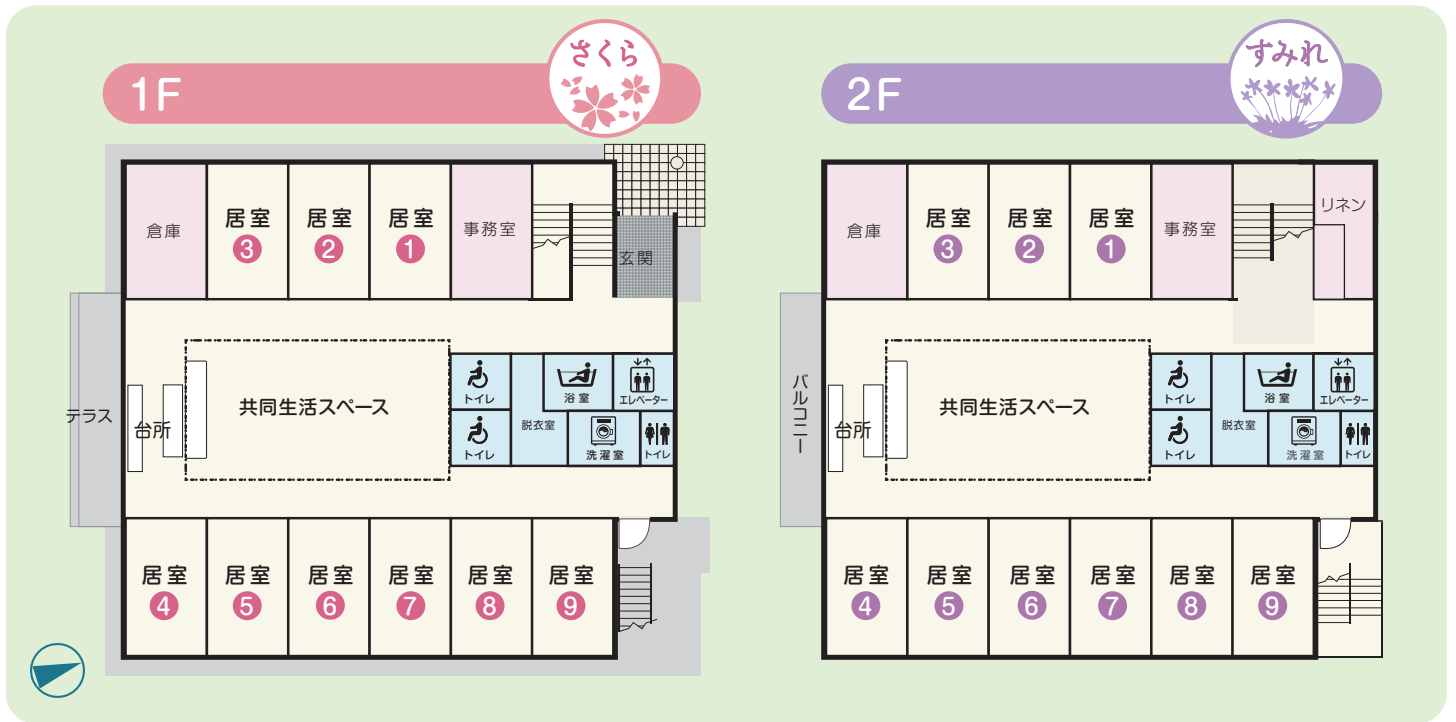 さくら
1F
倉庫
居室
3
居室
2
居室
1
事務室
玄関
テラス
台所
共同生活スペース
トイレ
トイレ
脱衣室
浴室
エレベーター
洗濯室
トイレ
居室
4
居室
5
居室
6
居室
7
居室
8
居室
9
すみれ
2F
倉庫
居室
3
居室
2
居室
1
事務室
リネン
バルコニー
台所
共同生活スペース
トイレ
トイレ
脱衣室
浴室
エレベーター
洗濯室
トイレ
居室
4
居室
5
居室
6
居室
7
居室
8
居室
9